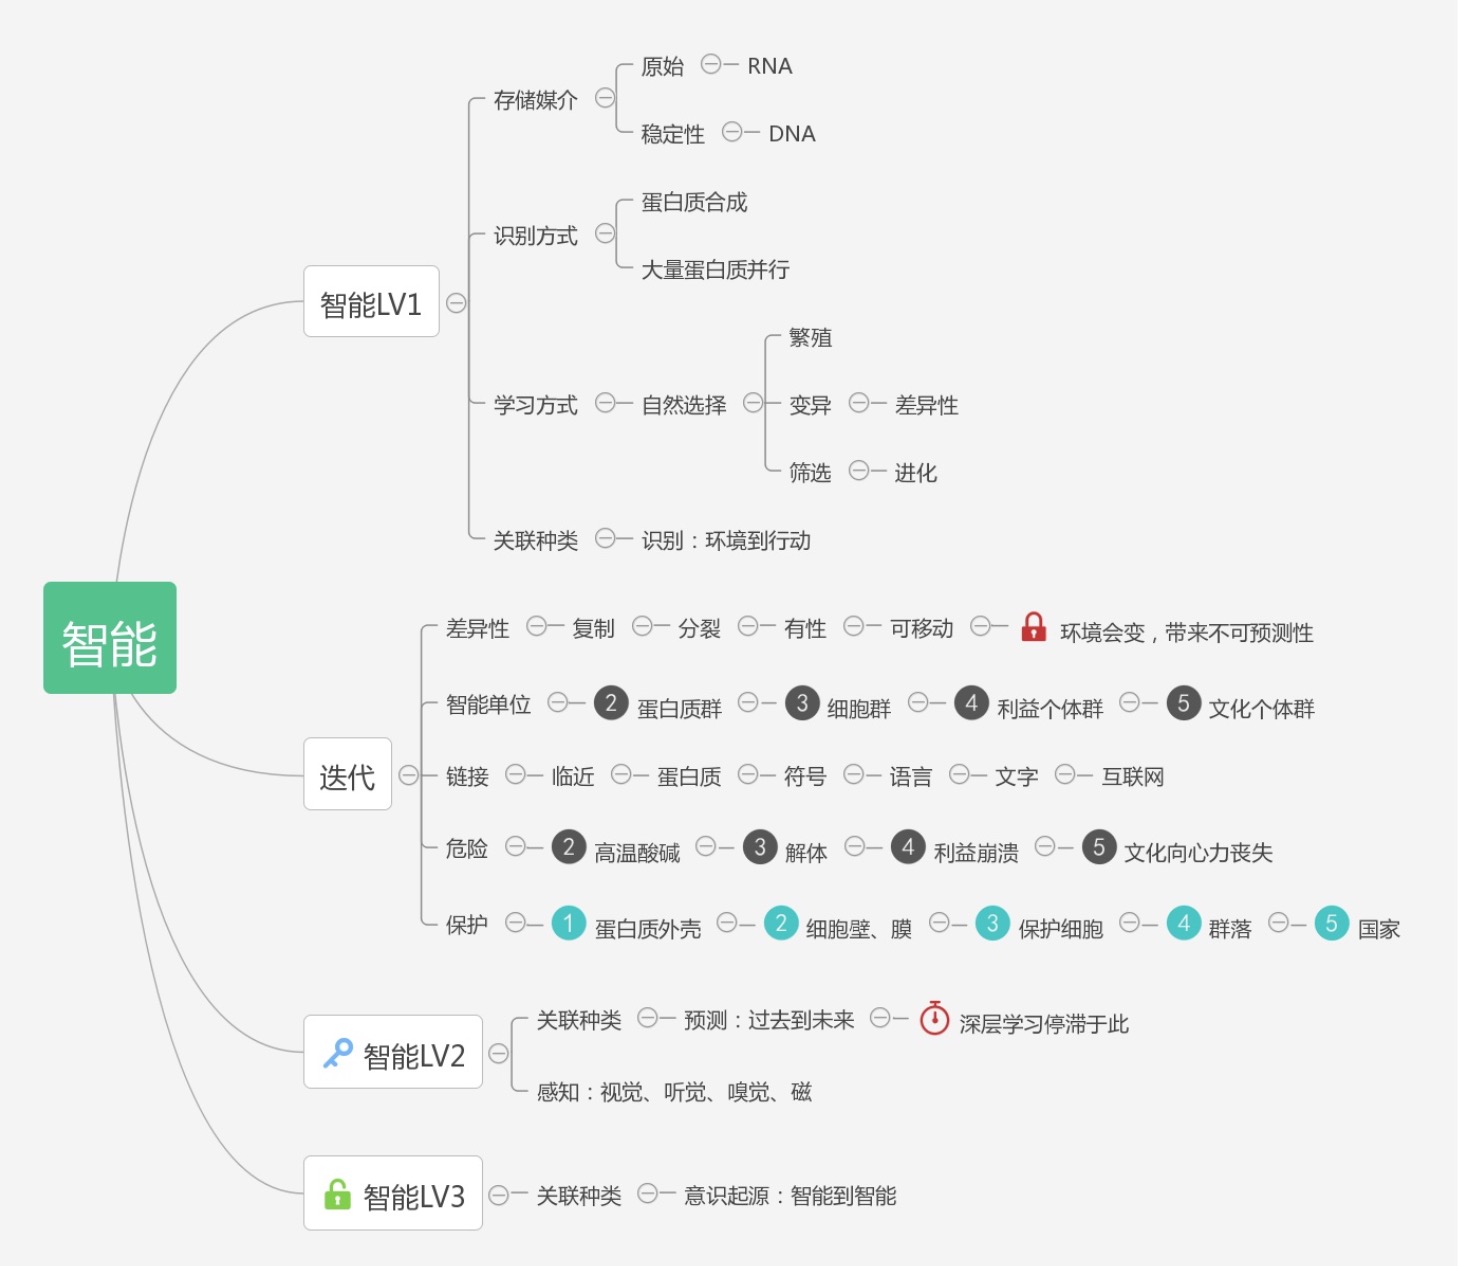 智能
智能LV1
存储媒介
原始
RNA
稳定性
DNA
识别方式
蛋白质合成
大量蛋白质并行
学习方式
自然选择
繁殖
变异
差异性
筛选
进化
关联种类
识别：环境到行动
迭代
差异性
复制
分裂
有性
可移动
环境会变，带来不可预测性
智能单位
2 蛋白质群
3 细胞群
4 利益个体群
5 文化个体群
链接
临近
蛋白质
符号
语言
文字
互联网
危险
2 高温酸碱
3 解体
4 利益崩溃
5 文化向心力丧失
保护
1 蛋白质外壳
2 细胞壁、膜
3 保护细胞
4 群落
5 国家
智能LV2
关联种类
预测：过去到未来
深层学习停滞于此
感知：视觉、听觉、嗅觉、磁
智能LV3
关联种类
意识起源：智能到智能